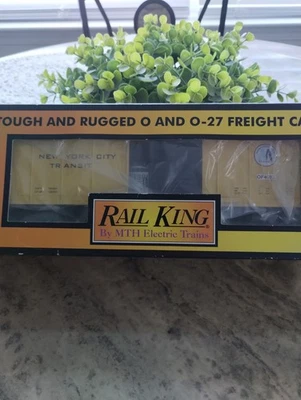 TOUGH AND RUGGED O AND O-27 FREIGHT CA
NEW YORK CITY
TRANSIT
RAIL KING
By MTH Electric Trains